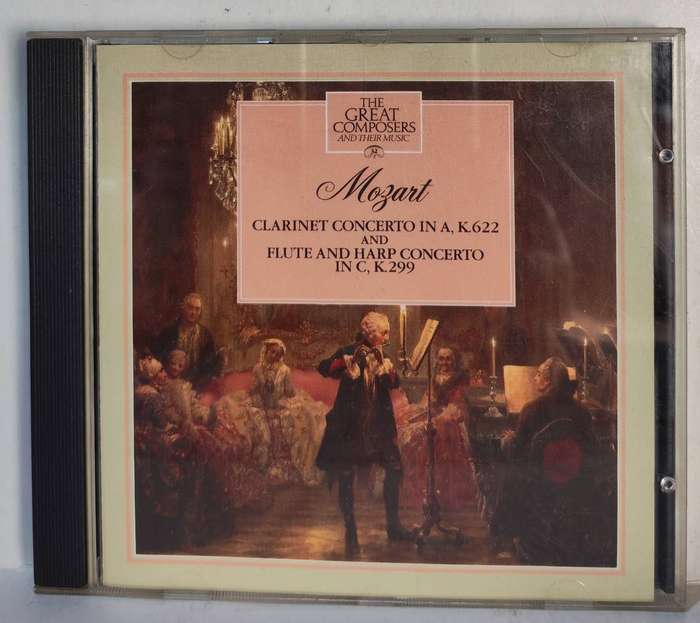 THE
GREAT
COMPOSERS
AND THEIR MUSIC
Mozart
CLARINET CONCERTO IN A, K.622
AND
FLUTE AND HARP CONCERTO
IN C, K.299